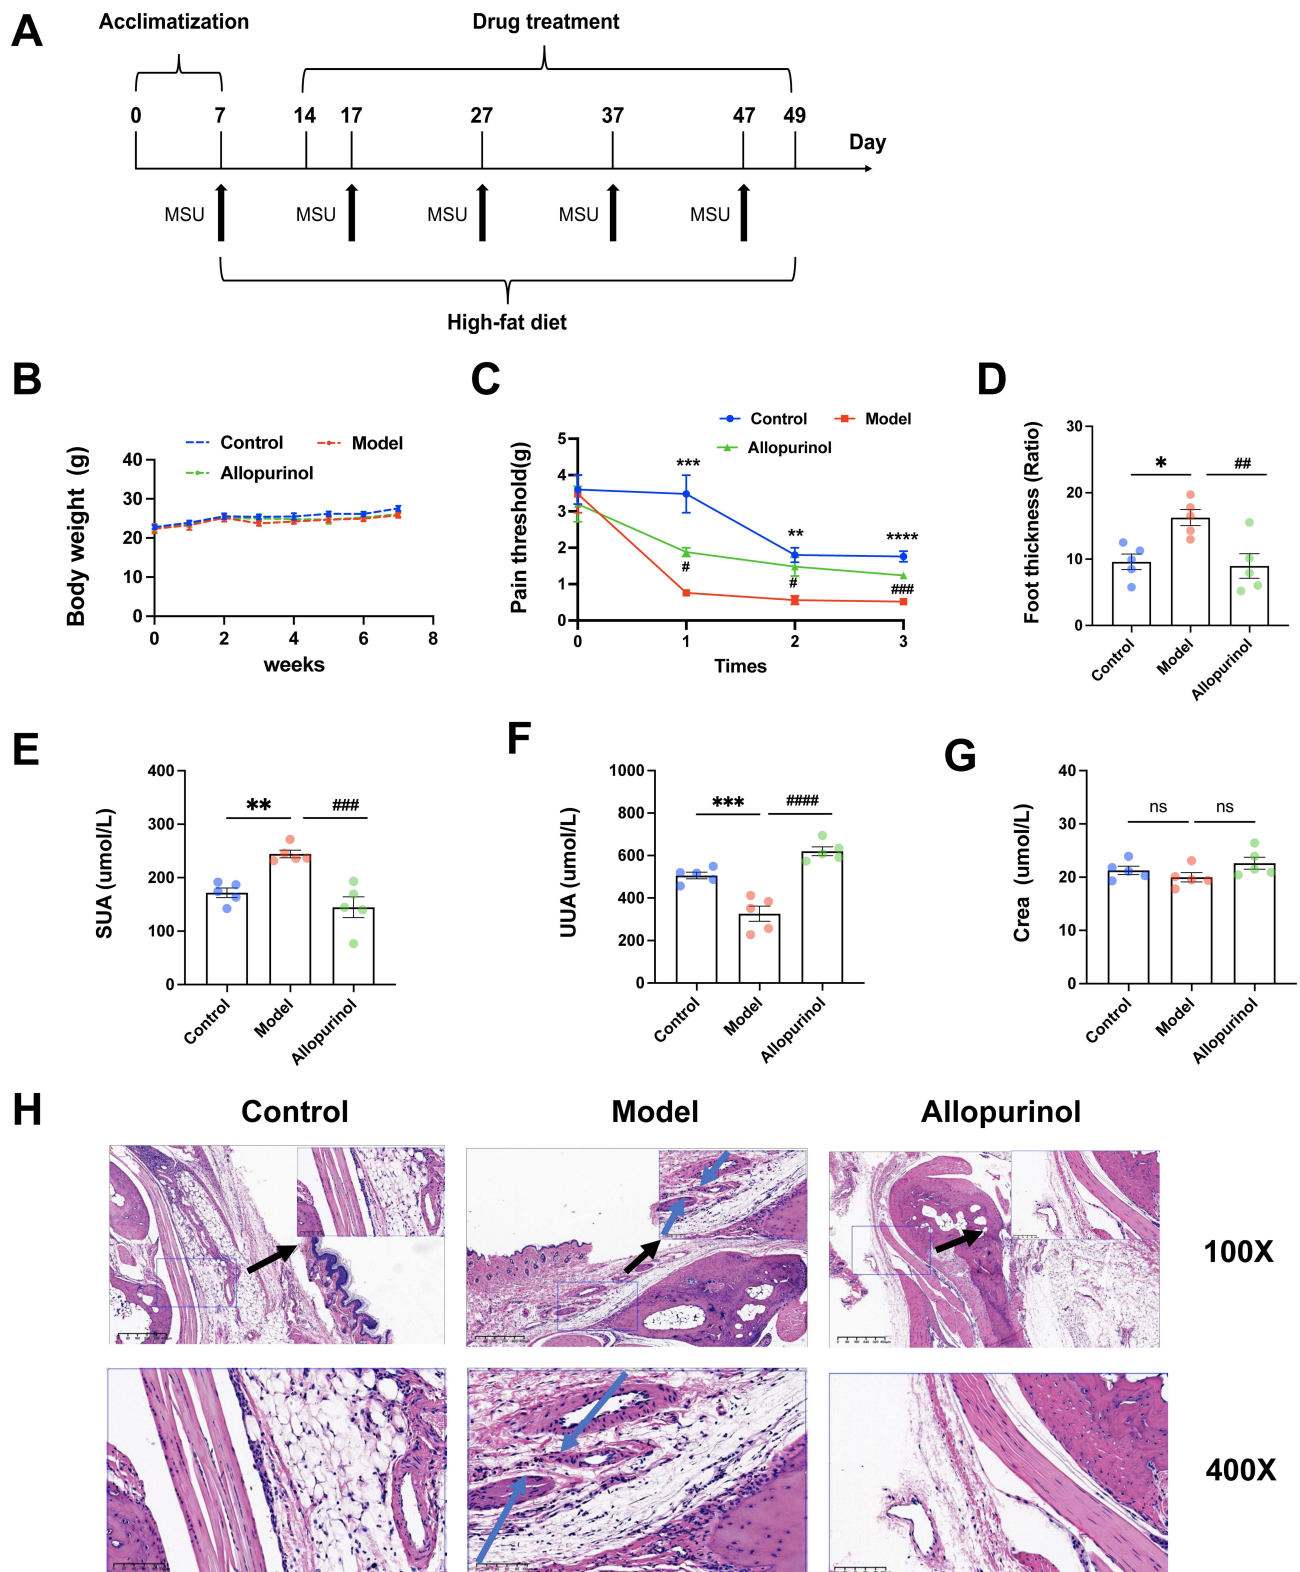 A
Acclimatization
Drug treatment
0 7 14 17 27 37 47 49
Day
MSU MSU MSU MSU MSU
High-fat diet
B
Control Model
Allopurinol
Body weight (g)
40
30
20
10
0
0 2 4 6 8
weeks
C
Control Model
Allopurinol
Pain threshold(g)
5
4
3
2
1
0
*** ** ****
# # ###
0 1 2 3
Times
D
Foot thickness (Ratio)
30
20
10
0
* ##
Control Model Allopurinol
E
SUA (umol/L)
400
300
200
100
0
** ###
Control Model Allopurinol
F
UUA (umol/L)
1000
800
600
400
200
0
*** ####
Control Model Allopurinol
G
Crea (umol/L)
40
30
20
10
0
ns ns
Control Model Allopurinol
H
Control Model Allopurinol
100X
400X